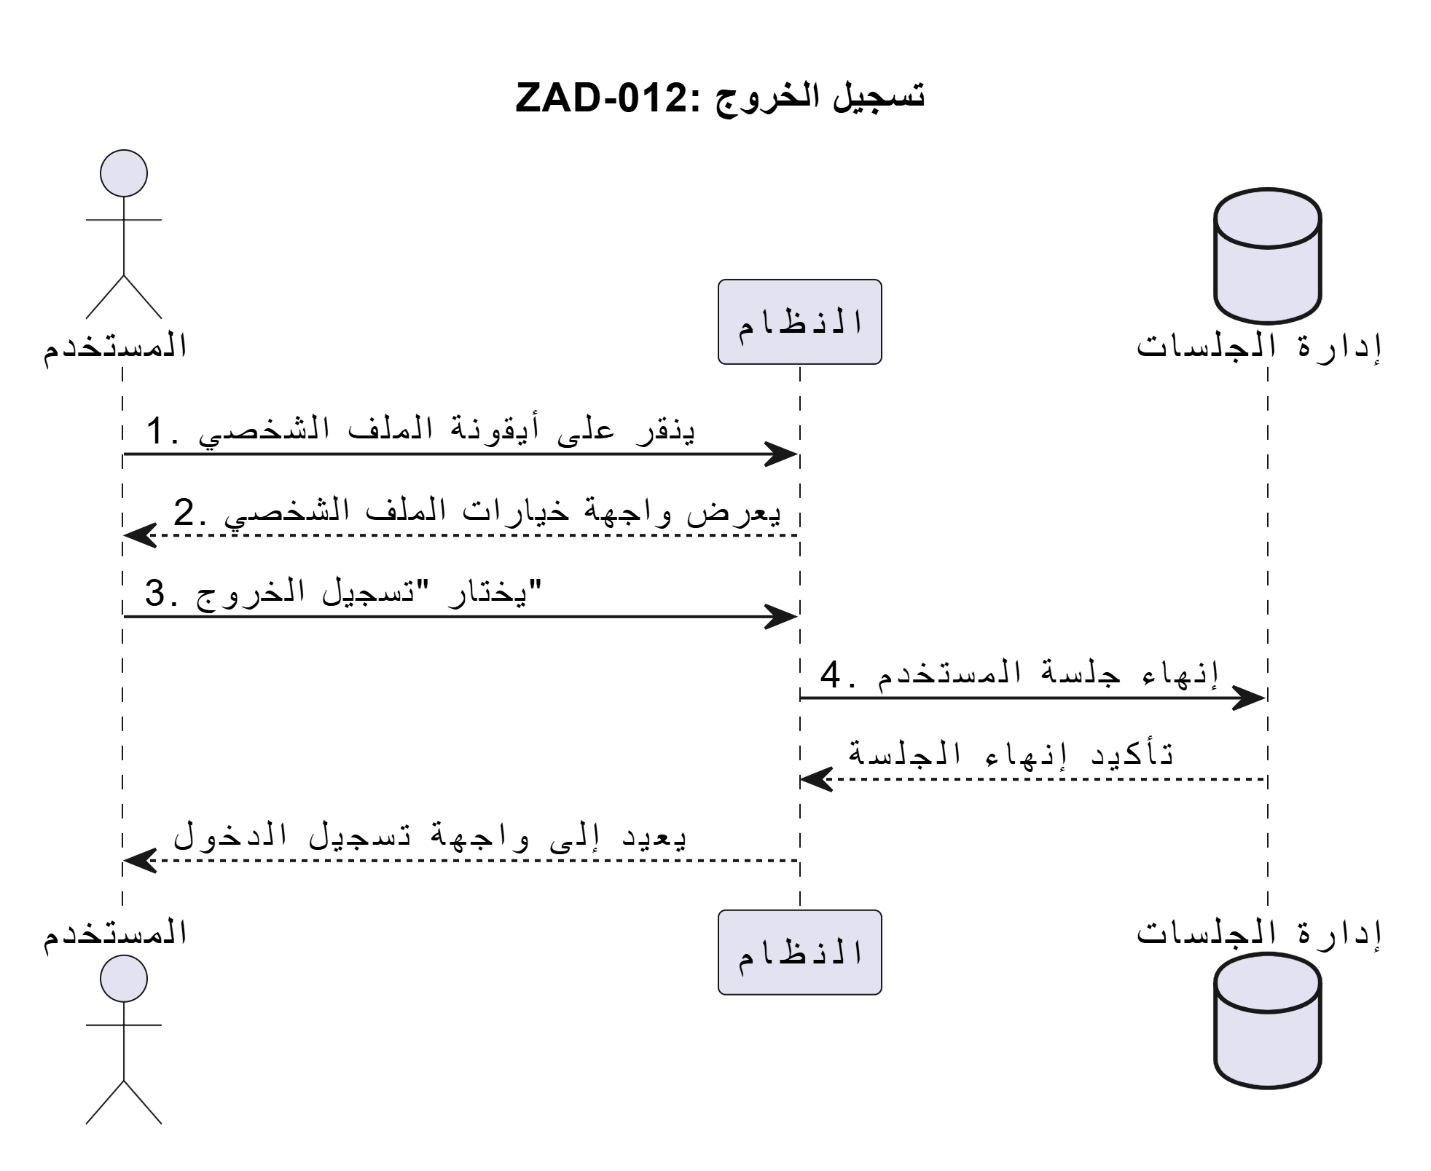 ZAD-012: تسجيل الخروج
المستخدم
النظام
إدارة الجلسات
1. ينقر على أيقونة الملف الشخصي
2. يعرض واجهة خيارات الملف الشخصي
3. يختار "تسجيل الخروج"
4. إنهاء جلسة المستخدم
تأكيد إنهاء الجلسة
يعيد إلى واجهة تسجيل الدخول
المستخدم
النظام
إدارة الجلسات